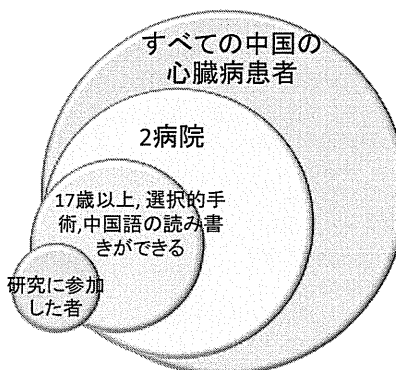 すべての中国の
心臓病患者
2病院
17歳以上, 選択的手
術,中国語の読み書
きができる
研究に参加
した者